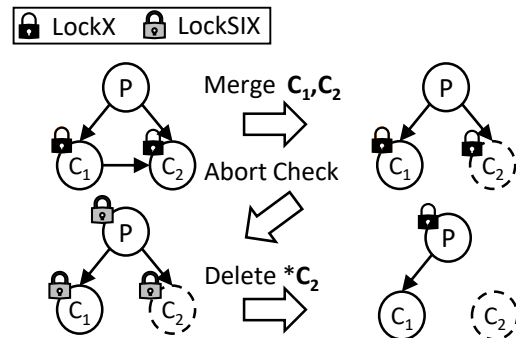 LockX LockSIX
P Merge C₁,C₂ P
C₁ C₂ Abort Check C₁ C₂
P P
Delete *C₂
C₁ C₂ C₁ C₂